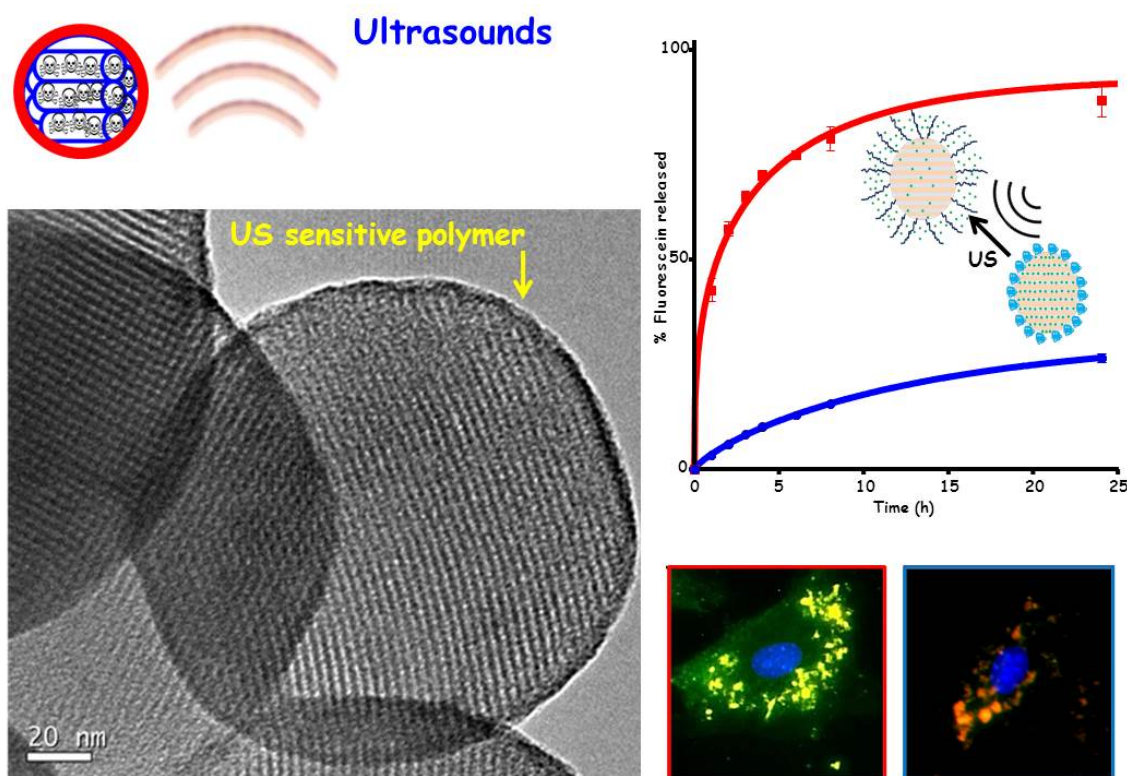 Ultrasounds
US sensitive polymer
20 nm
% Fluorescein released
100
50
0
US
0
5
10
15
20
25
Time (h)